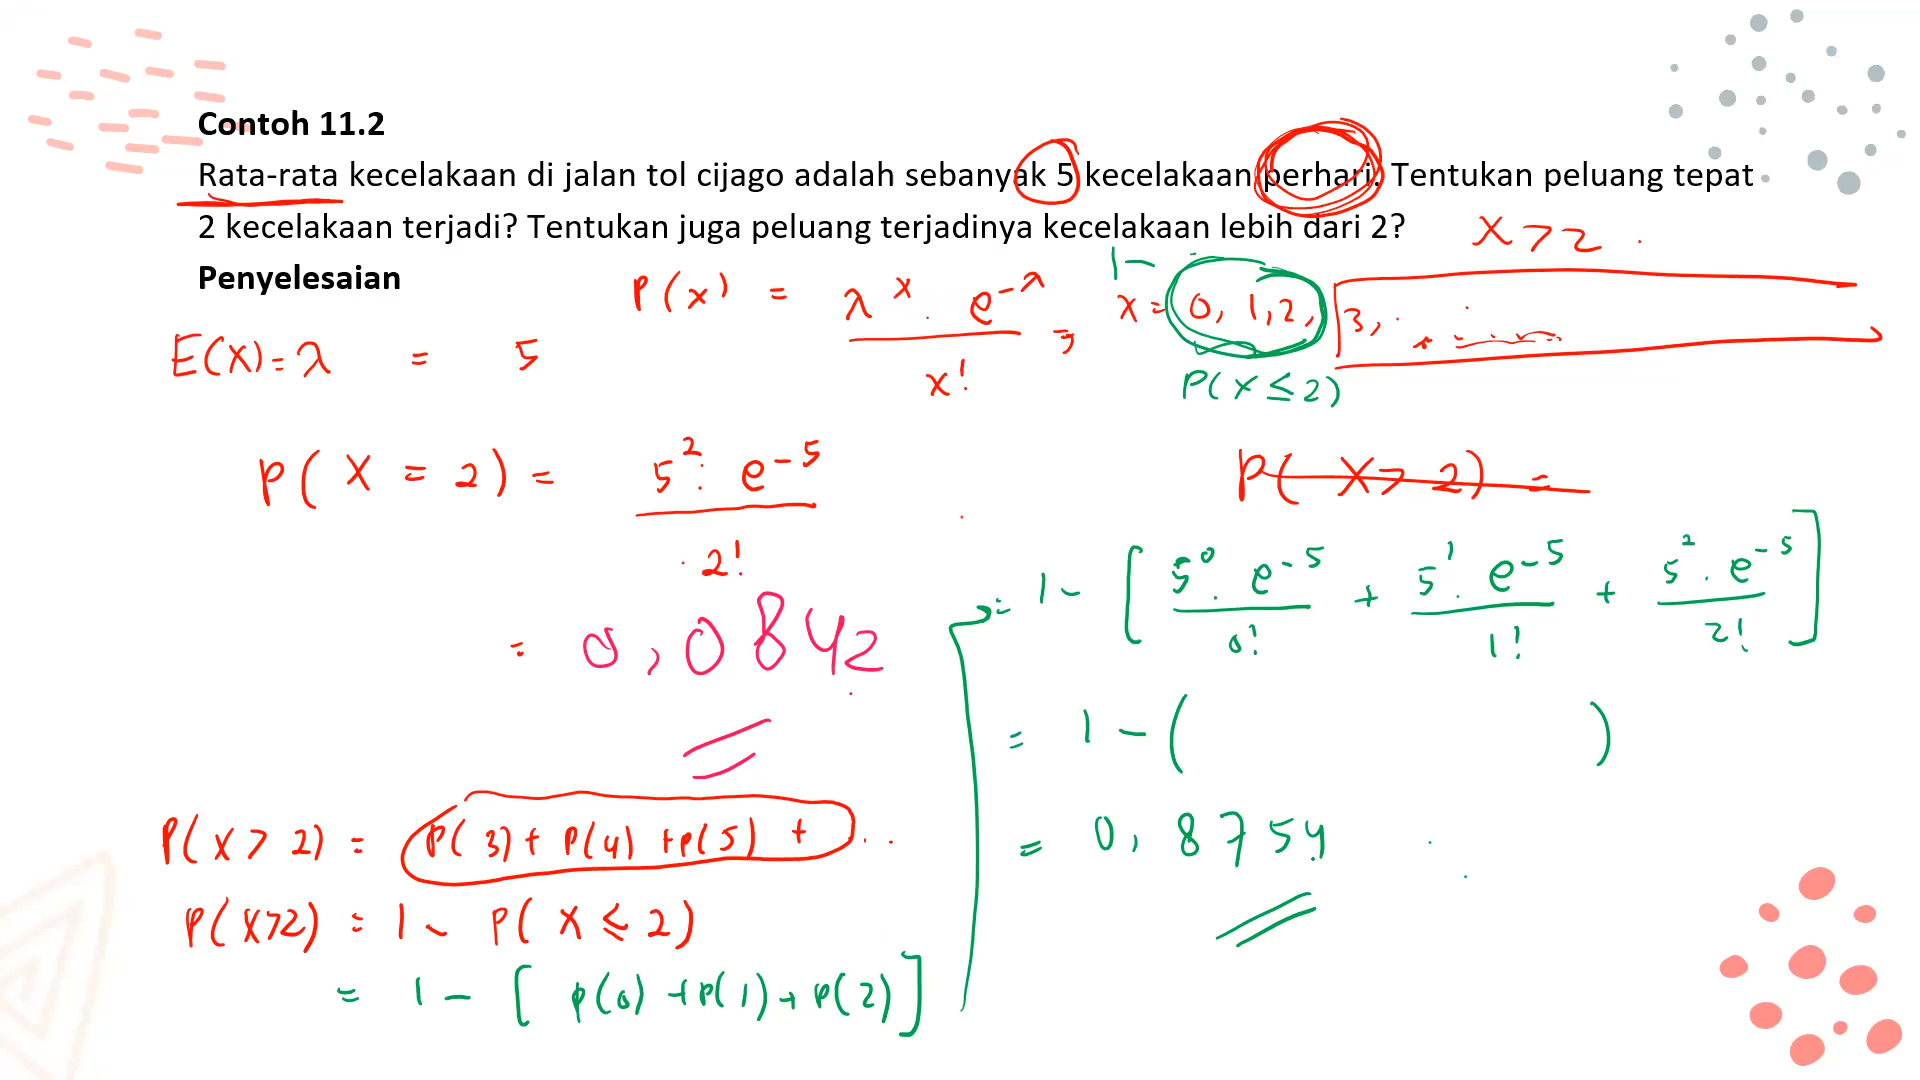 Contoh 11.2
Rata-rata kecelakaan di jalan tol cijago adalah sebanyak 5 kecelakaan perhari. Tentukan peluang tepat
2 kecelakaan terjadi? Tentukan juga peluang terjadinya kecelakaan lebih dari 2?
X > 2
Penyelesaian
P(x) = λ^x . e^-λ / x!
1 -
x = 0, 1, 2, 3, .....
P(X ≤ 2)
E(X) = λ = 5
P(X = 2) = 5^2 . e^-5 / 2!
= 0,0842
P(X > 2) =
P(X > 2) = P(3) + P(4) + P(5) + ...
P(X>2) = 1 - P(X ≤ 2)
= 1 - [P(0) + P(1) + P(2)]
= 1 - [5^0 . e^-5 / 0! + 5^1 . e^-5 / 1! + 5^2 . e^-5 / 2!]
= 1 - ( )
= 0,8754